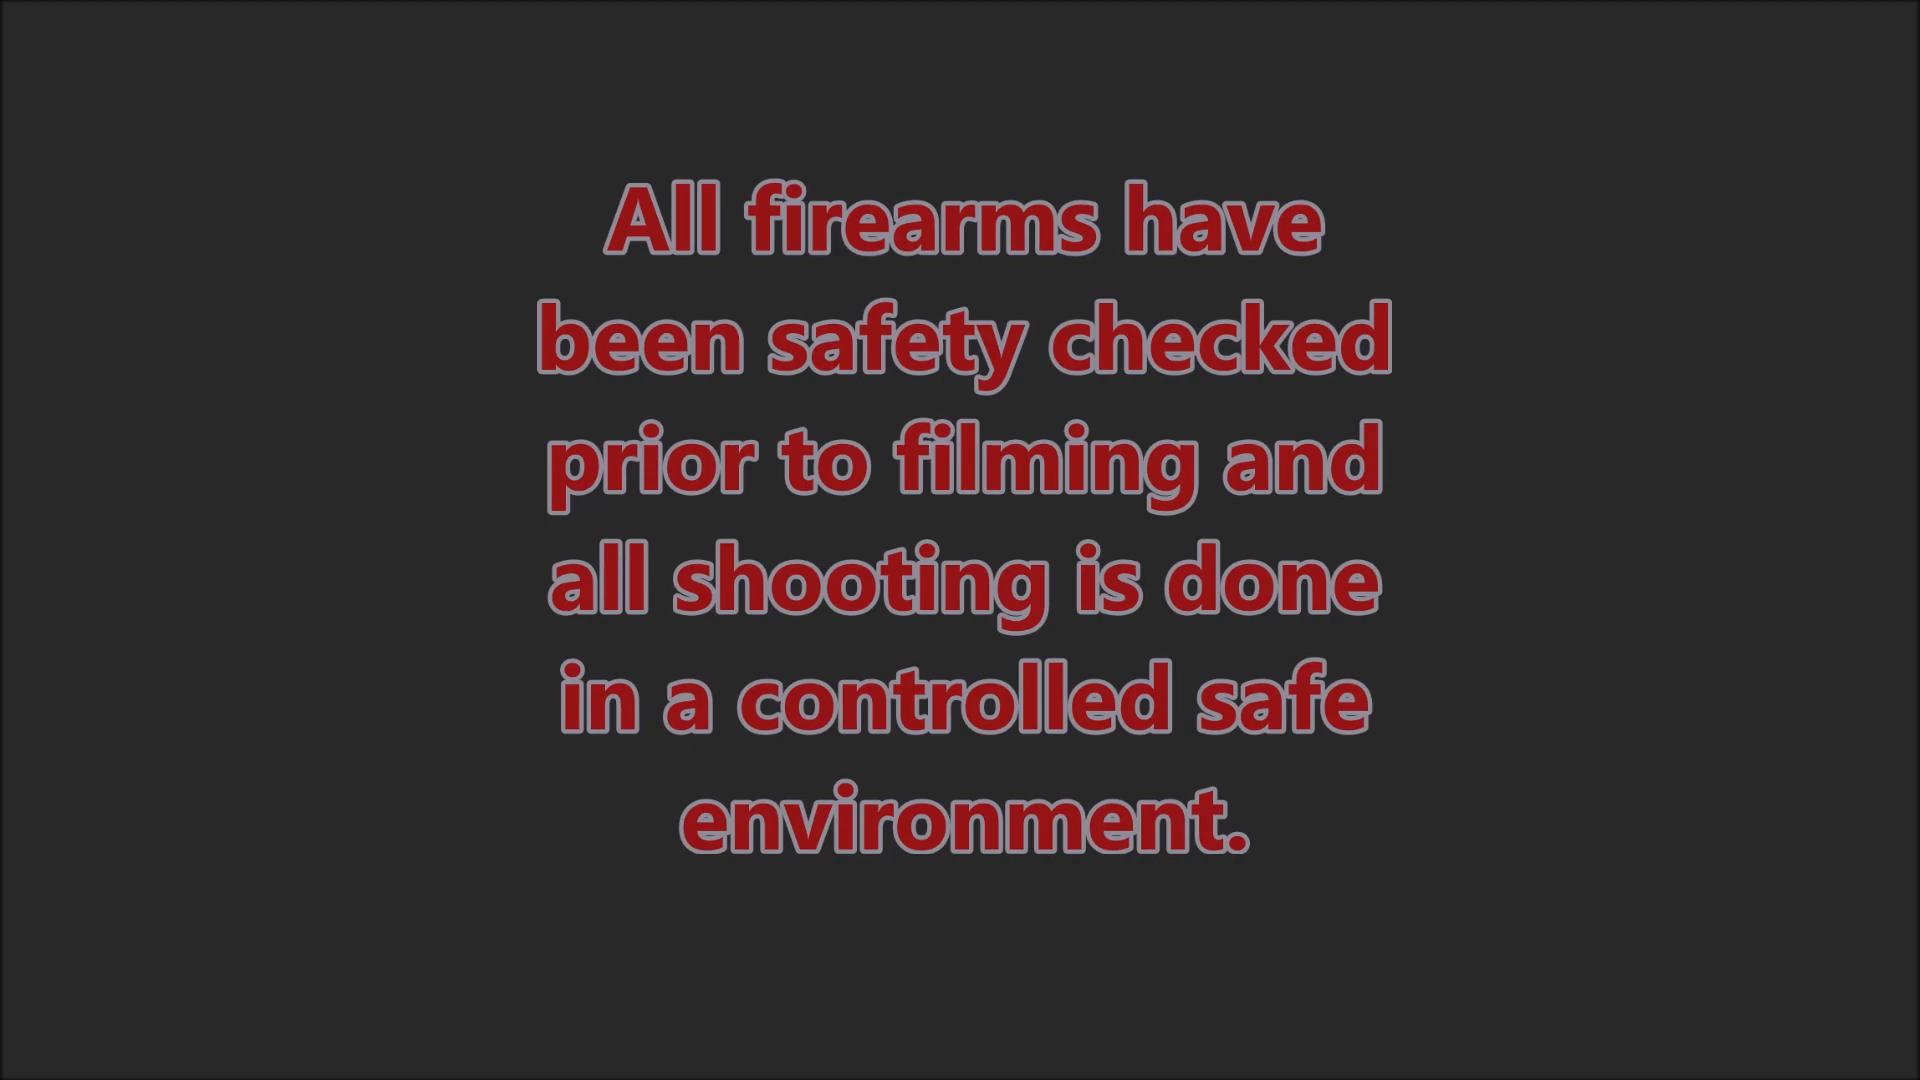 All firearms have
been safety checked
prior to filming and
all shooting is done
in a controlled safe
environment.